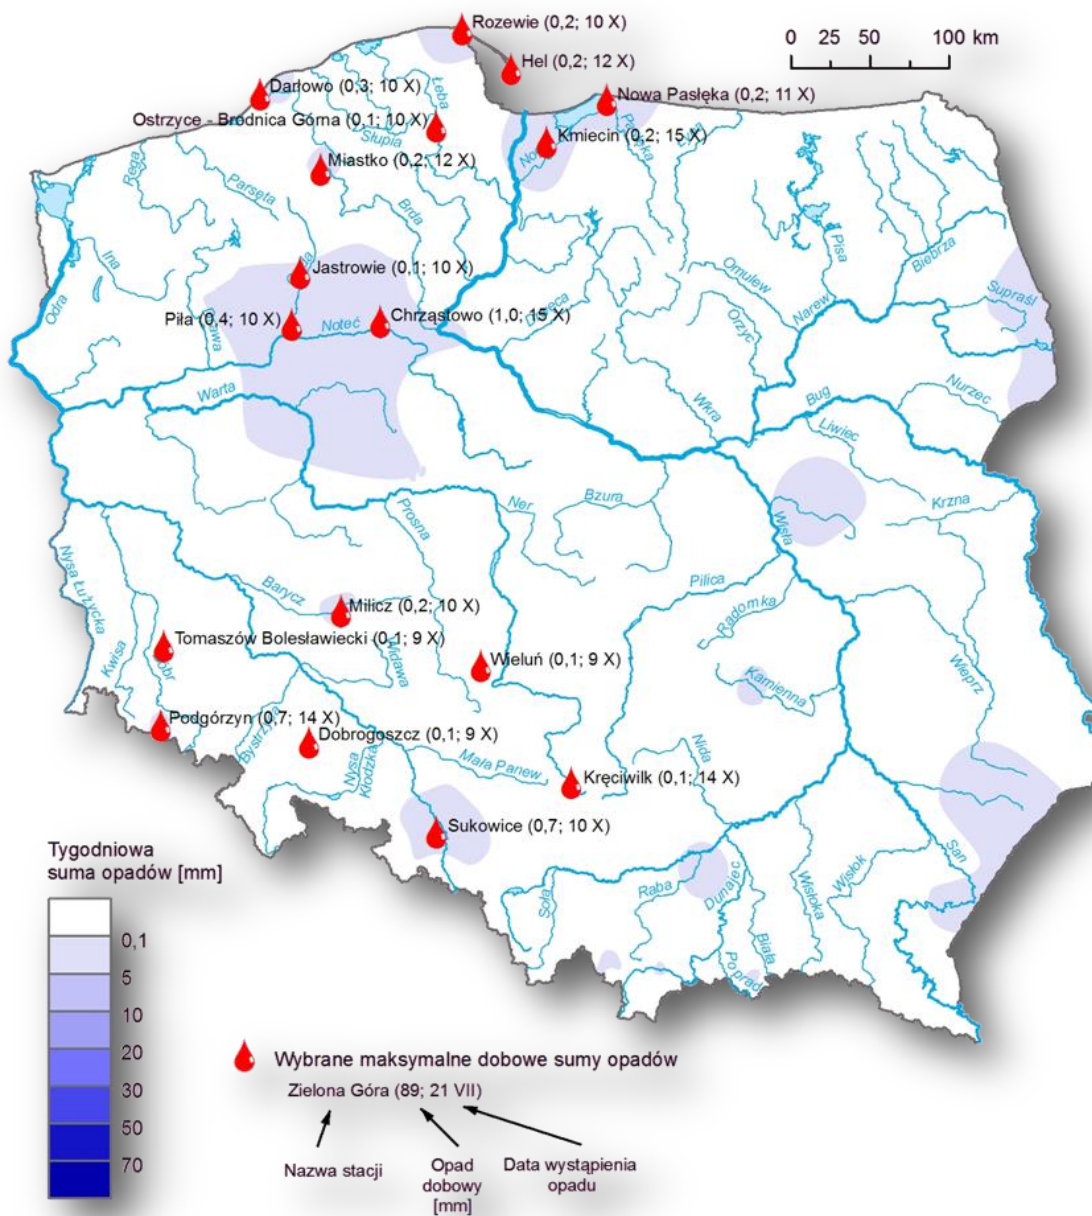 Rozewie (0,2; 10 X)
0 25 50 100 km
Hel (0,2; 12 X)
Darłowo (0,3; 10 X)
Łeba
Nowa Pasłęka (0,2; 11 X)
Ostrzyce - Brodnica Górna (0,1; 10 X)
Słupia
Kmiecin (0,2; 15 X)
Miastko (0,2; 12 X)
Rega
Parsęta
Brda
Pisa
Ina
Jastrowie (0,1; 10 X)
Omulew
Biebrza
Odra
Supraśl
Piła (0,4; 10 X)
Noteć
Chrząstowo (1,0; 15 X)
Orzyc
Narew
Warta
Wkra
Bug
Nurzec
Liwiec
Prosna
Ner
Bzura
Wisła
Krzna
Nysa Łużycka
Barycz
Pilica
Milicz (0,2; 10 X)
Radomka
Kwisa
Tomaszów Bolesławiecki (0,1; 9 X)
Widawa
Wieluń (0,1; 9 X)
Kamienna
Wieprz
Podgórzyn (0,7; 14 X)
Bystrzyca
Dobrogoszcz (0,1; 9 X)
Nysa
Kłodzka
Mała Panew
Nida
Kręciwilk (0,1; 14 X)
Sukowice (0,7; 10 X)
San
Tygodniowa
suma opadów [mm]
Soła
Raba
Dunajec
Wisłoka
Wisłok
Biała
Poprad
0,1
5
10
20
30
50
70
Wybrane maksymalne dobowe sumy opadów
Zielona Góra (89; 21 VII)
Nazwa stacji
Opad
dobowy
[mm]
Data wystąpienia
opadu